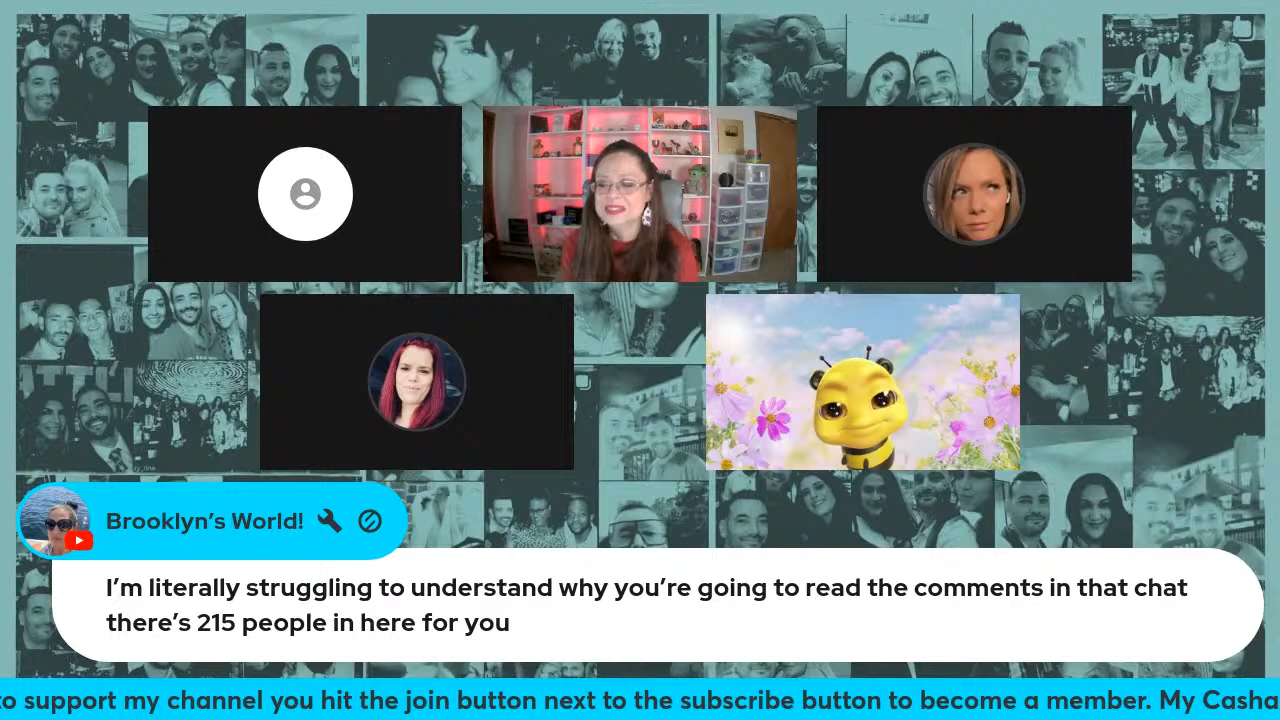 Brooklyn's World!
I'm literally struggling to understand why you're going to read the comments in that chat
there's 215 people in here for you
to support my channel you hit the join button next to the subscribe button to become a member. My Casha